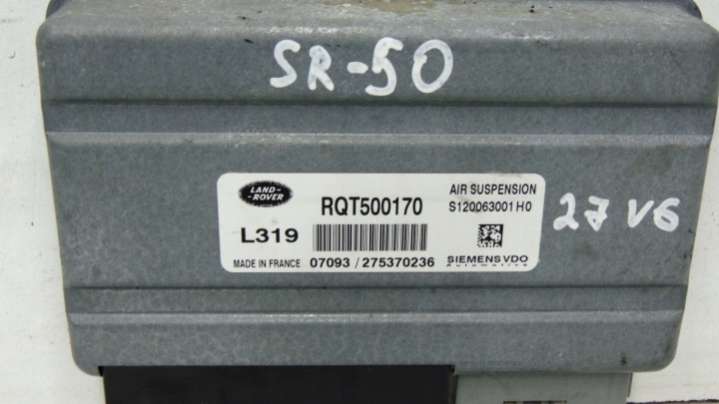 SR-50
LAND-
ROVER
RQT500170
AIR SUSPENSION
S120063001 H0
L319
27 V6
MADE IN FRANCE 07093 / 275370236
SIEMENS VDO
Automotive